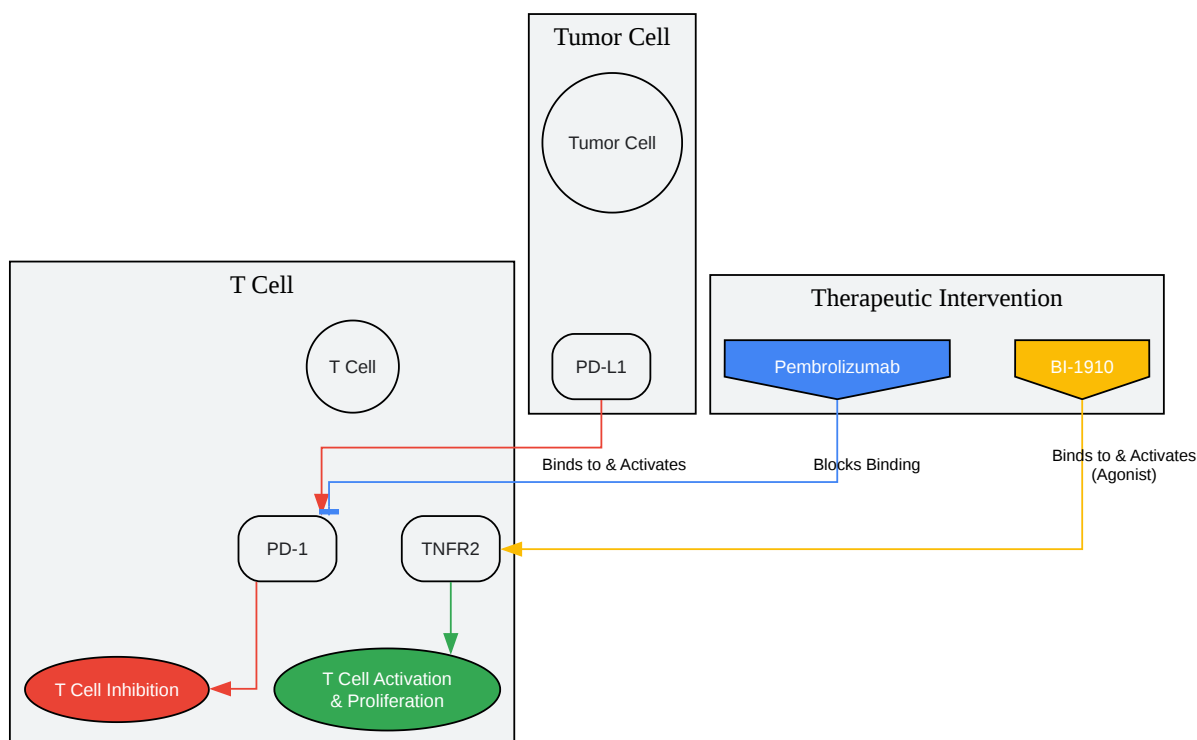 Tumor Cell
Tumor Cell
T Cell
Therapeutic Intervention
T Cell
PD-L1
Pembrolizumab
BI-1910
Binds to & Activates
Blocks Binding
Binds to & Activates
(Agonist)
PD-1
TNFR2
T Cell Inhibition
T Cell Activation
& Proliferation